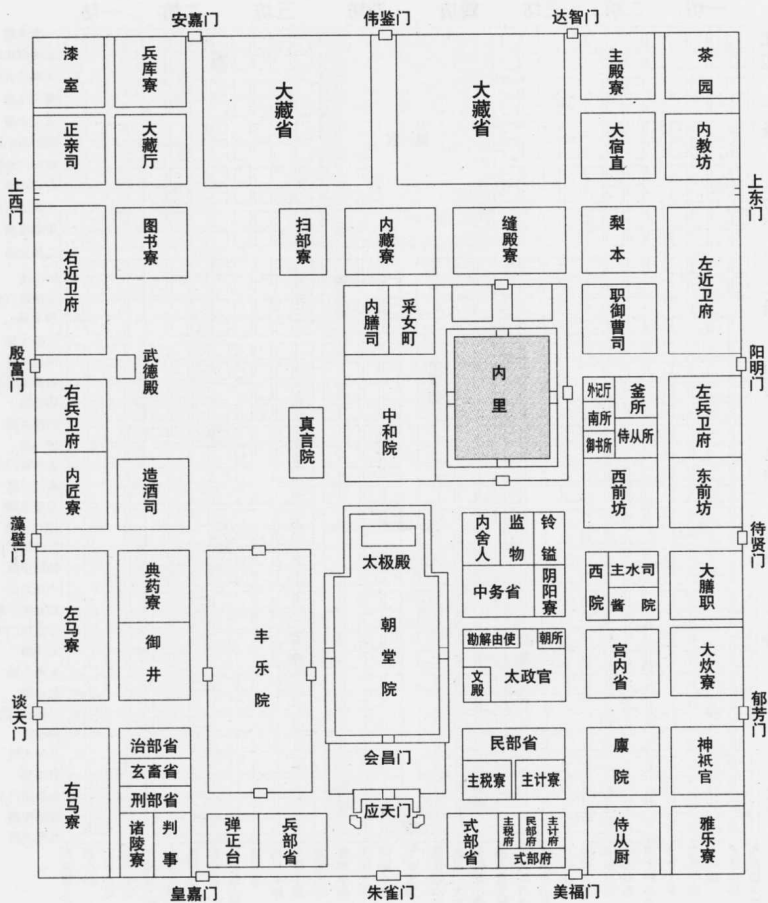 安嘉门
伟鉴门
达智门
漆室
兵库寮
大藏省
大藏省
主殿寮
茶园
正亲司
大藏厅
大宿直
内教坊
上西门
上东门
右近卫府
图书寮
扫部寮
内藏寮
缝殿寮
梨本
左近卫府
内膳司
采女町
职御曹司
殷富门
武德殿
内里
阳明门
右兵卫府
真言院
中和院
外记厅
釜所
南所
侍从所
御书所
左兵卫府
内匠寮
造酒司
西前坊
东前坊
藻壁门
内舍人
监物
铃镒
待贤门
太极殿
中务省
阴阳寮
左马寮
典药寮
西院
主水司
酱院
大膳职
御井
丰乐院
朝堂院
勘解由使
朝所
文殿
太政官
宫内省
大炊寮
谈天门
郁芳门
右马寮
治部省
玄畜省
刑部省
会昌门
民部省
主税寮
主计寮
廪院
神祇官
诸陵寮
判事
弹正台
兵部省
应天门
式部省
主税府
民部府
主计府
式部府
侍从厨
雅乐寮
皇嘉门
朱雀门
美福门